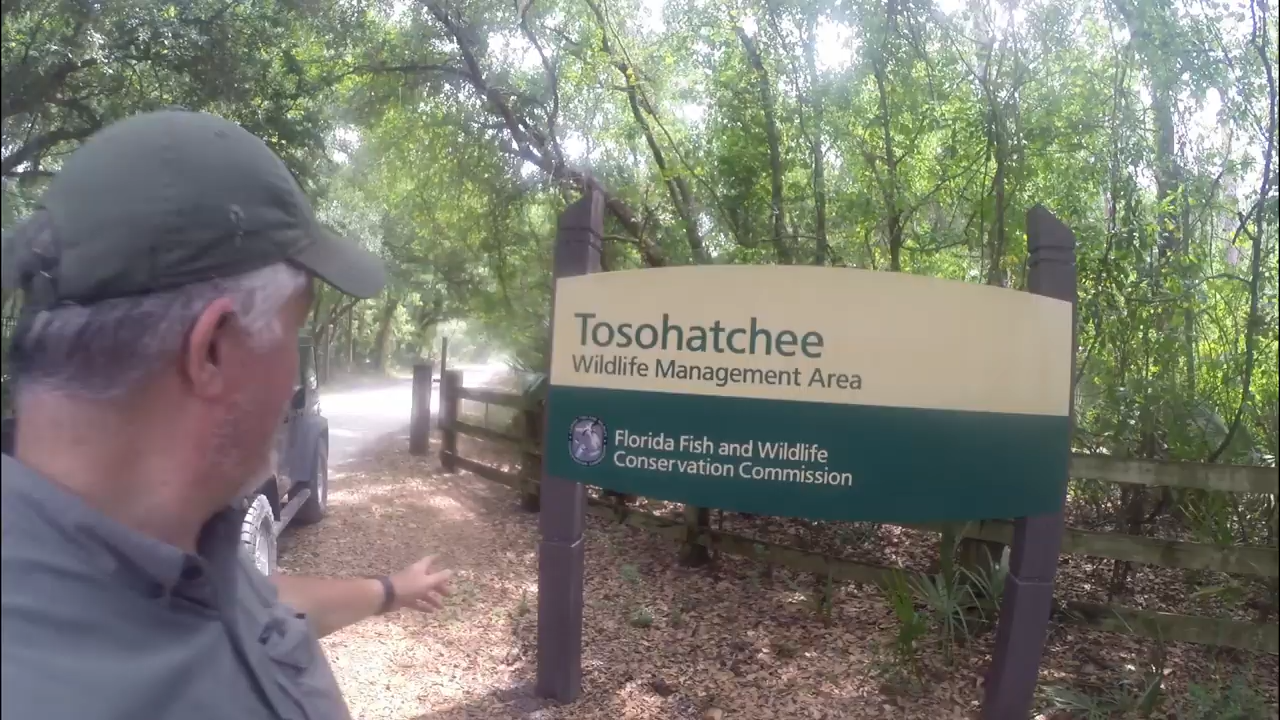 Tosohatchee
Wildlife Management Area
Florida Fish and Wildlife
Conservation Commission